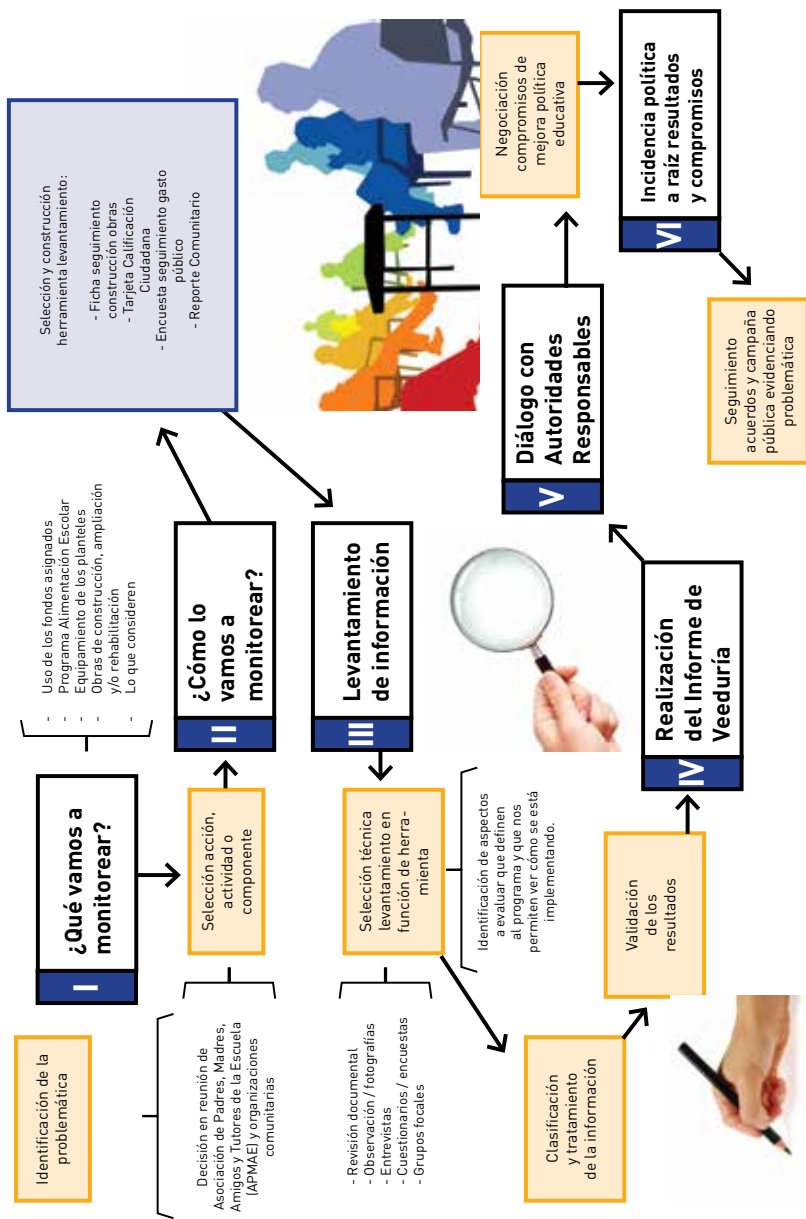 Identificación de la
problemática
I
¿Qué vamos a
monitorear?
- Uso de los fondos asignados
- Programa Alimentación Escolar
- Equipamiento de los planteles
- Obras de construcción, ampliación
y/o rehabilitación
- Lo que consideren
Decisión en reunión de
Asociación de Padres, Madres,
Amigos y Tutores de la Escuela
(APMAE) y organizaciones
comunitarias
Selección acción,
actividad o
componente
II
¿Cómo lo
vamos a
monitorear?
Selección y construcción
herramienta levantamiento:
- Ficha seguimiento
construcción obras
- Tarjeta Calificación
Ciudadana
- Encuesta seguimiento gasto
público
- Reporte Comunitario
III
Levantamiento
de información
Selección técnica
levantamiento en
función de herra-
mienta
- Revisión documental
- Observación / fotografías
- Entrevistas
- Cuestionarios / encuestas
- Grupos focales
Identificación de aspectos
a evaluar que definen
al programa y que nos
permiten ver cómo se está
implementando.
Clasificación
y tratamiento
de la información
Validación
de los
resultados
IV
Realización
del Informe de
Veeduría
V
Diálogo con
Autoridades
Responsables
Negociación
compromisos de
mejora política
educativa
VI
Incidencia política
a raíz resultados
y compromisos
Seguimiento
acuerdos y campaña
pública evidenciando
problemática